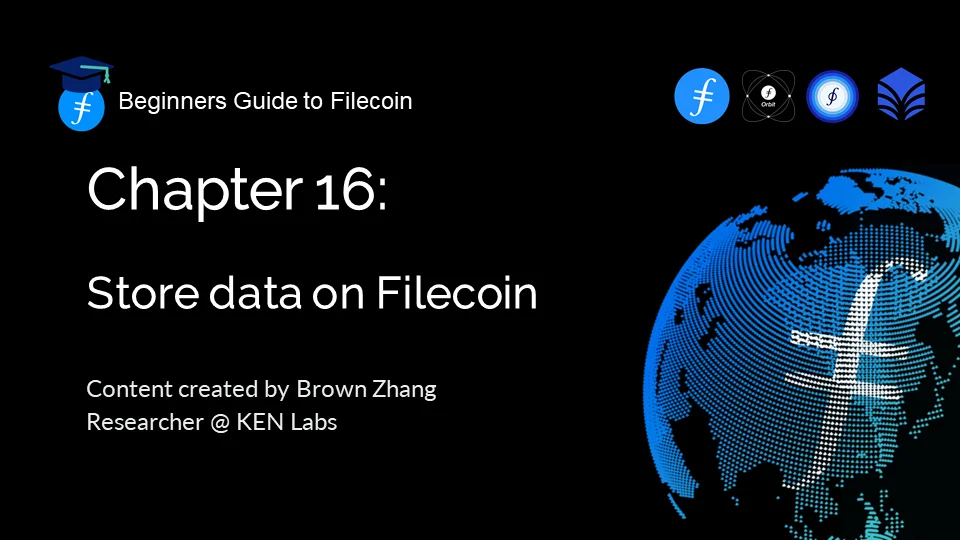 Beginners Guide to Filecoin
Orbit
Chapter 16:
Store data on Filecoin
Content created by Brown Zhang
Researcher @ KEN Labs